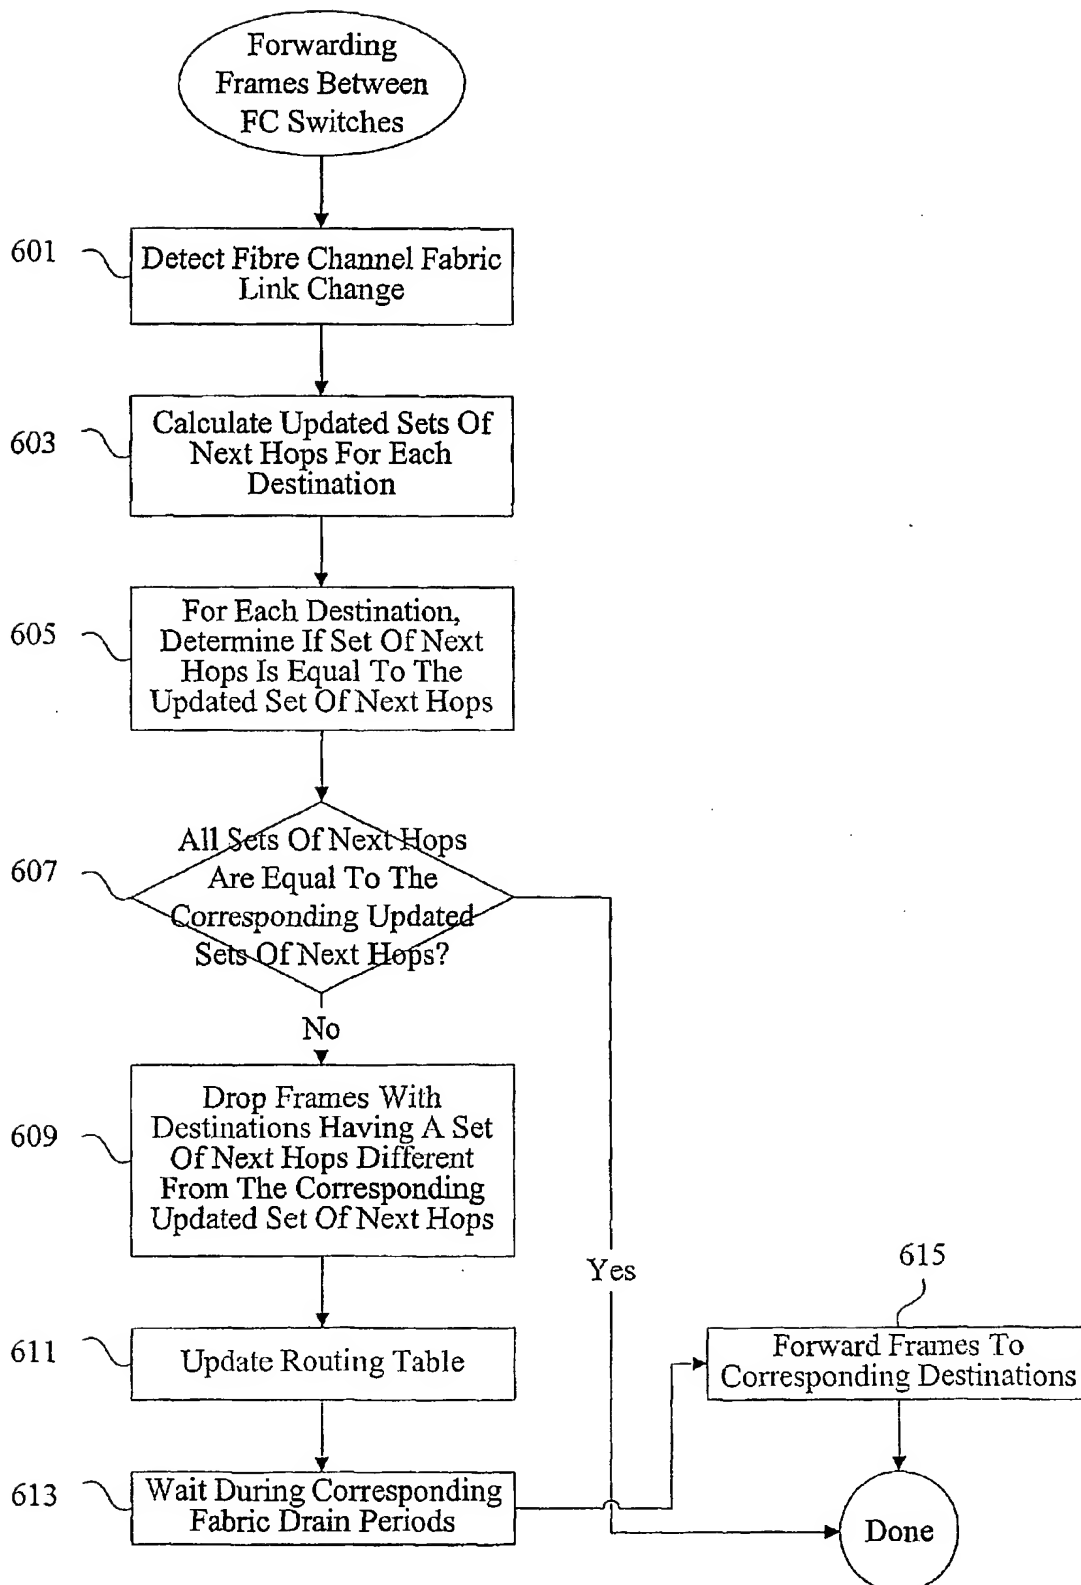 Forwarding
Frames Between
FC Switches
601
Detect Fibre Channel Fabric
Link Change
603
Calculate Updated Sets Of
Next Hops For Each
Destination
605
For Each Destination,
Determine If Set Of Next
Hops Is Equal To The
Updated Set Of Next Hops
607
All Sets Of Next Hops
Are Equal To The
Corresponding Updated
Sets Of Next Hops?
No
Yes
609
Drop Frames With
Destinations Having A Set
Of Next Hops Different
From The Corresponding
Updated Set Of Next Hops
611
Update Routing Table
613
Wait During Corresponding
Fabric Drain Periods
615
Forward Frames To
Corresponding Destinations
Done